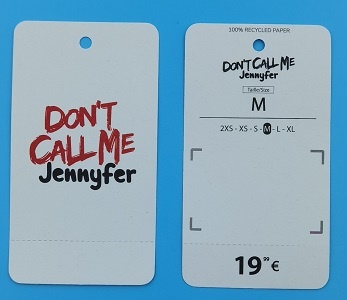 DON'T
CALL ME
Jennyfer
100% RECYCLED PAPER
DON'T CALL ME
Jennyfer
Taille/Size
M
2XS - XS - S - M - L - XL
19,99 €